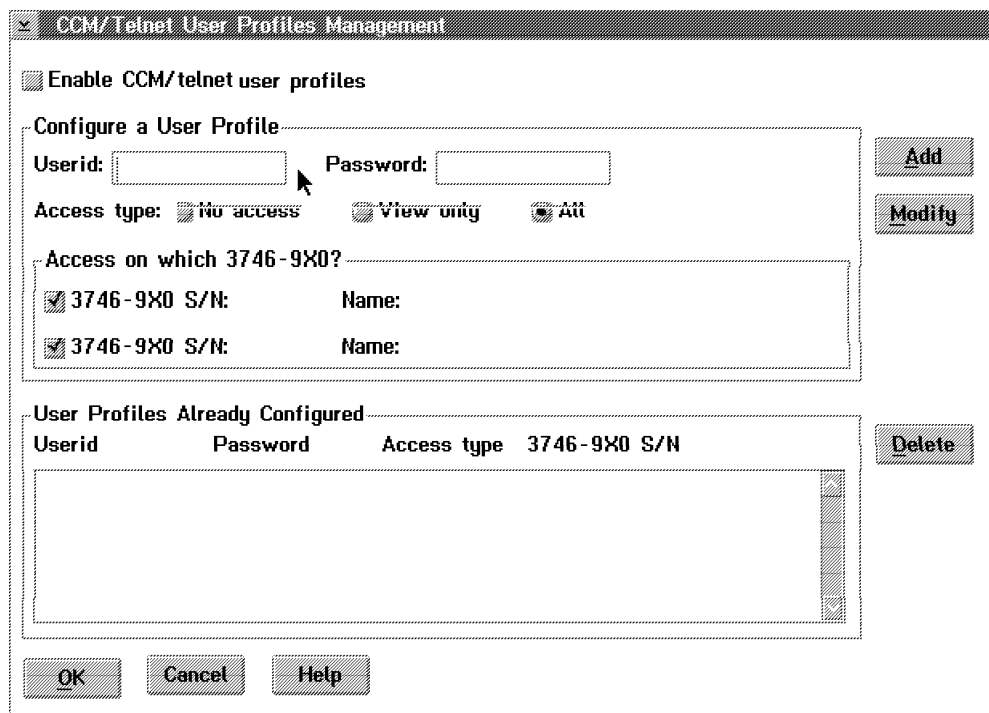 CCM/Telnet User Profiles Management
Enable CCM/telnet user profiles
Configure a User Profile
Userid: Password:
Add
Access type: No access View only All
Modify
Access on which 3746-9X0?
3746-9X0 S/N: Name:
3746-9X0 S/N: Name:
User Profiles Already Configured
Userid Password Access type 3746-9X0 S/N
Delete
OK Cancel Help